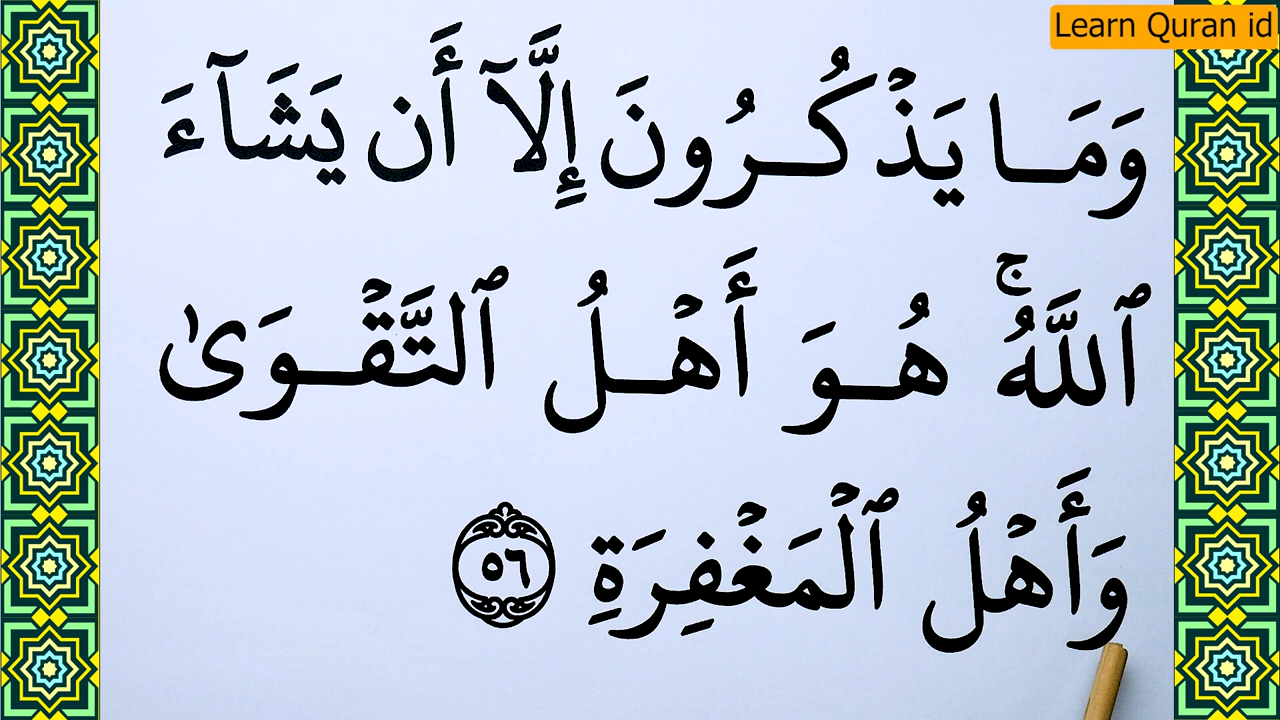 Learn Quran id
وَمَا يَذْكُرُونَ إِلَّآ أَن يَشَآءَ
ٱللَّهُ ۚ هُوَ أَهْلُ ٱلتَّقْوَىٰ
وَأَهْلُ ٱلْمَغْفِرَةِ ٥٦